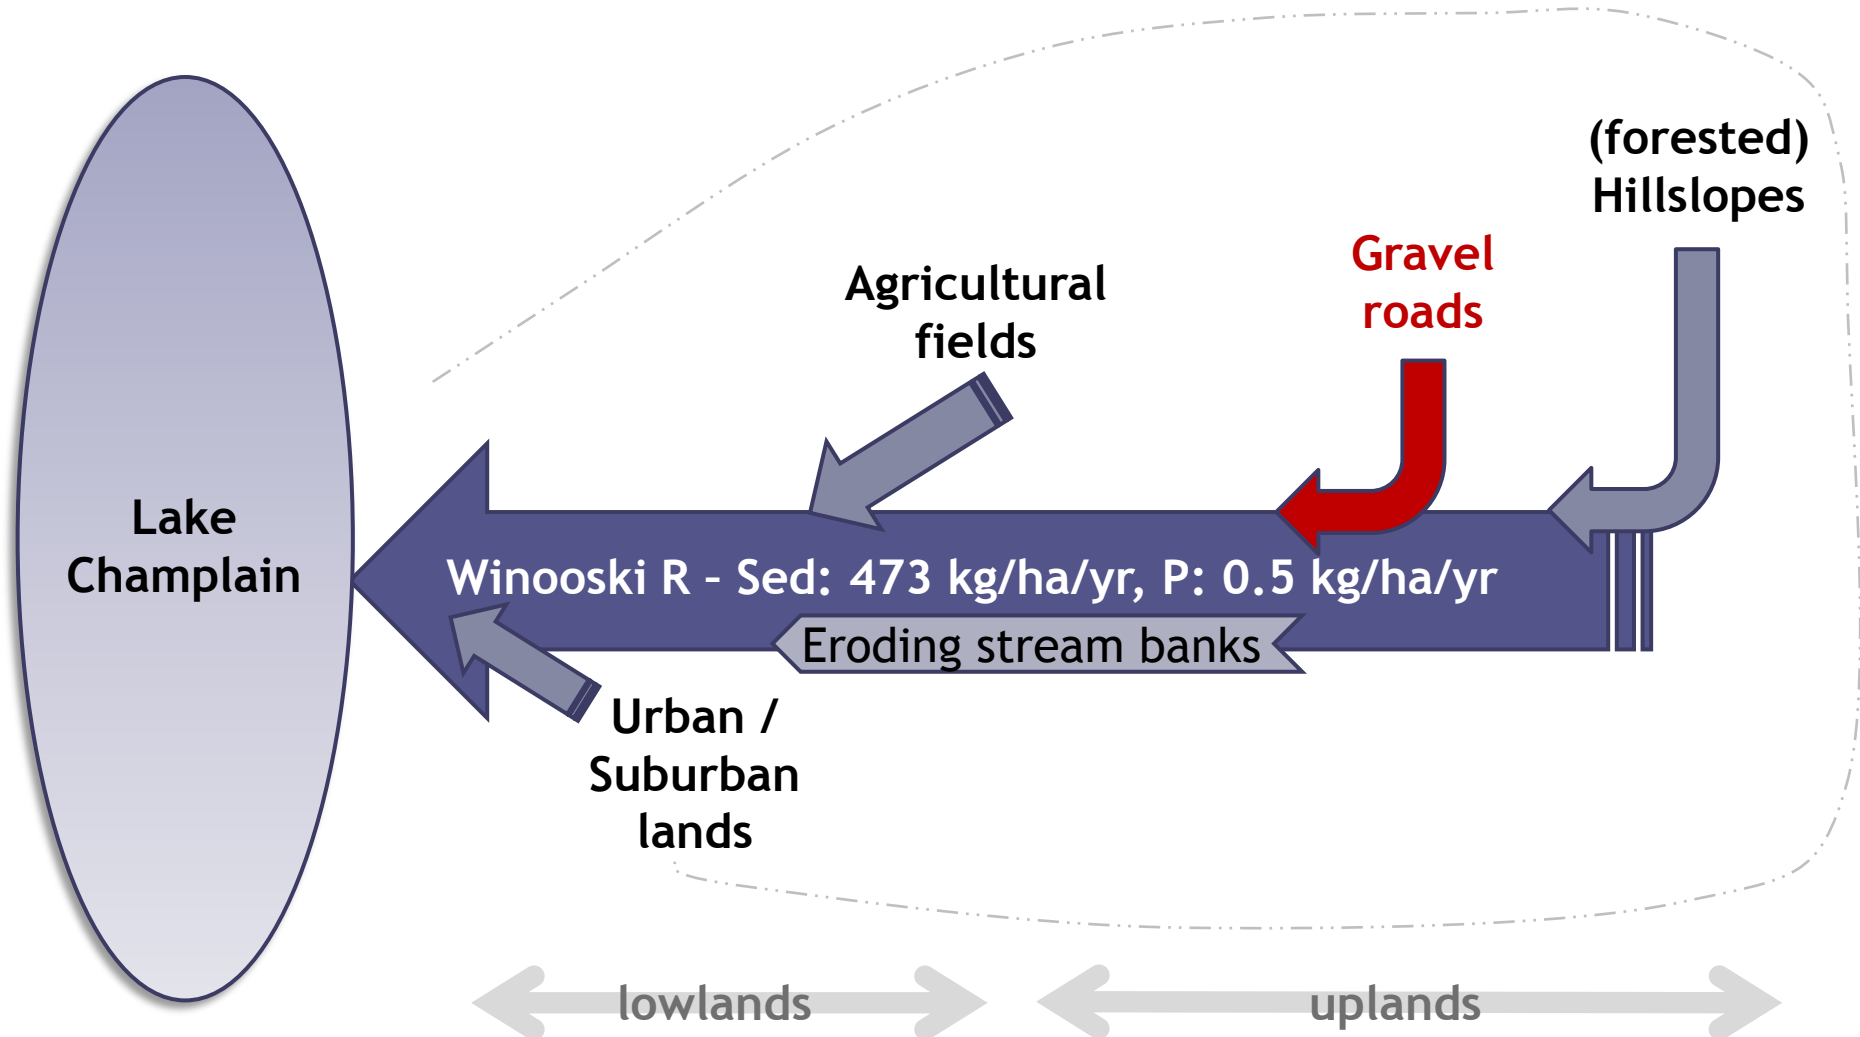 (forested)
Hillslopes
Gravel
roads
Agricultural
fields
Lake
Champlain
Winooski R – Sed: 473 kg/ha/yr, P: 0.5 kg/ha/yr
Eroding stream banks
Urban /
Suburban
lands
lowlands
uplands